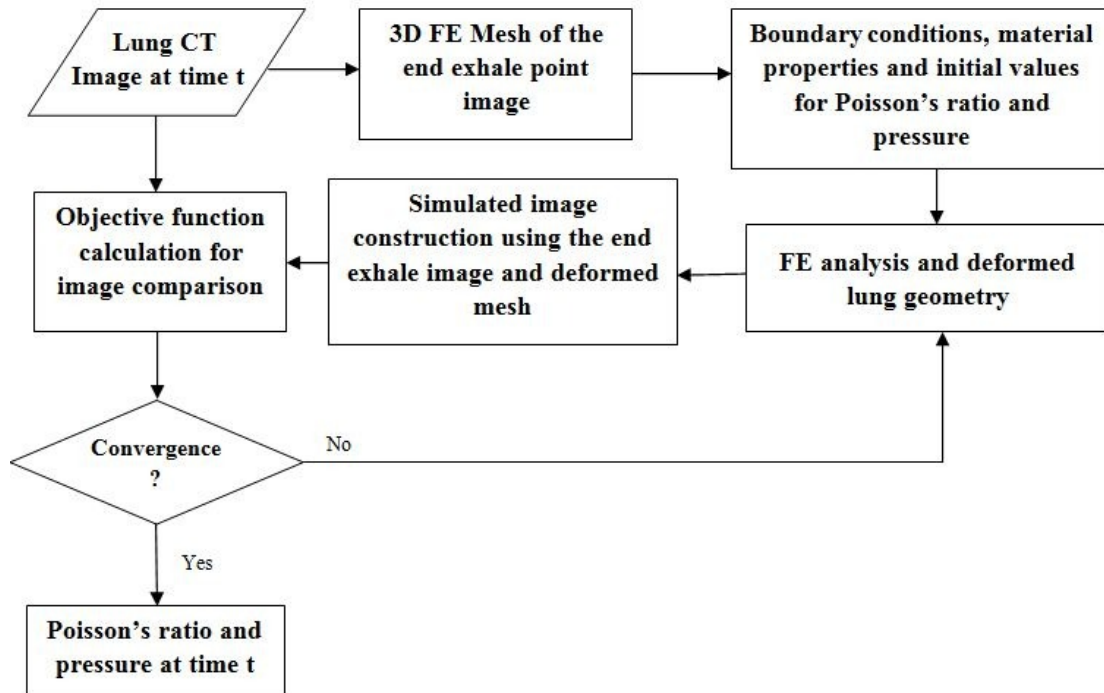 Lung CT
Image at time t
3D FE Mesh of the
end exhale point
image
Boundary conditions, material
properties and initial values
for Poisson's ratio and
pressure
Objective function
calculation for
image comparison
Simulated image
construction using the end
exhale image and deformed
mesh
FE analysis and deformed
lung geometry
Convergence
?
No
Yes
Poisson's ratio and
pressure at time t